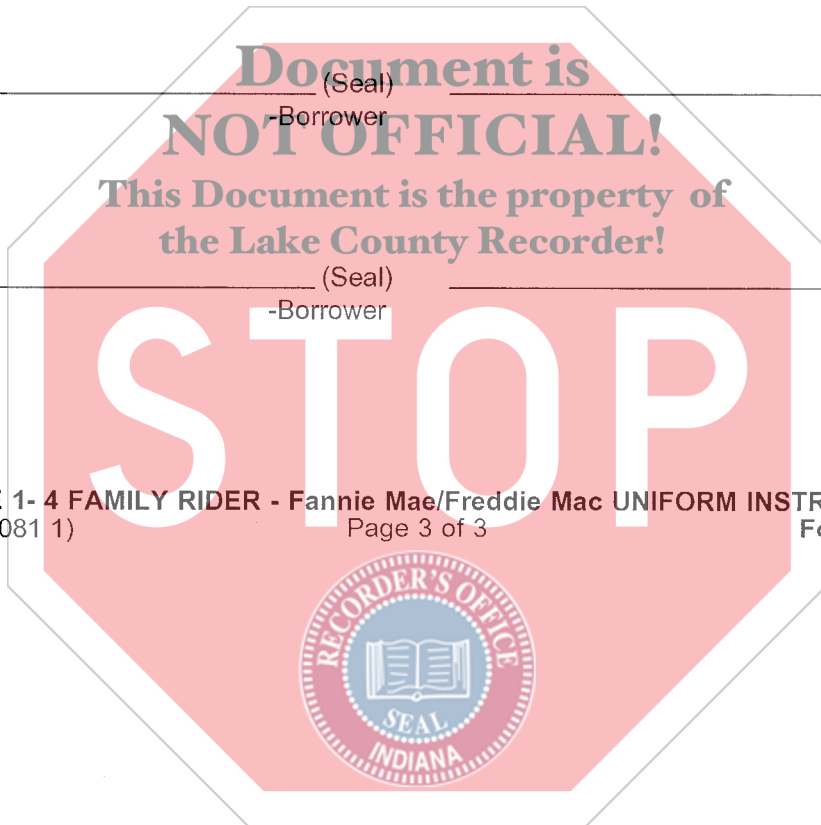 Document is
(Seal)
-Borrower
NOT OFFICIAL!
This Document is the property of
the Lake County Recorder!
(Seal)
-Borrower
STOP
1- 4 FAMILY RIDER - Fannie Mae/Freddie Mac UNIFORM INSTR
081 1) Page 3 of 3 Fo
RECORDER'S OFFICE
SEAL
INDIANA